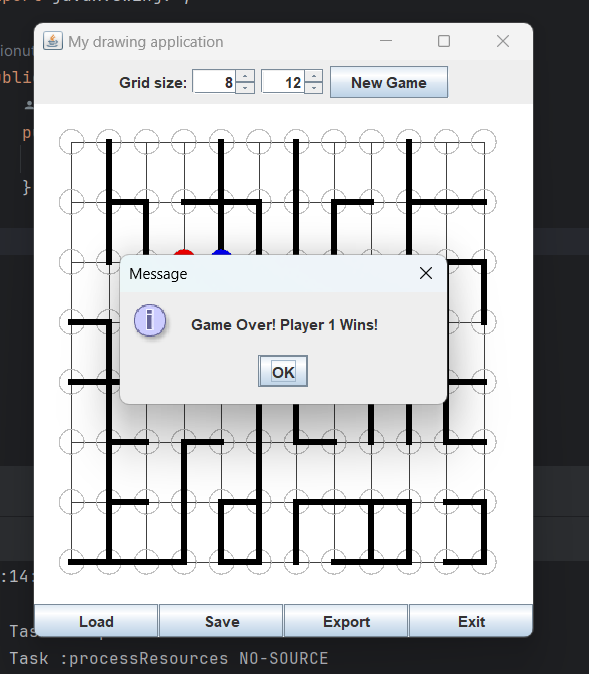 My drawing application
Grid size: 8 12 New Game
Message
Game Over! Player 1 Wins!
OK
:14:
Load Save Export Exit
Task :processResources NO-SOURCE